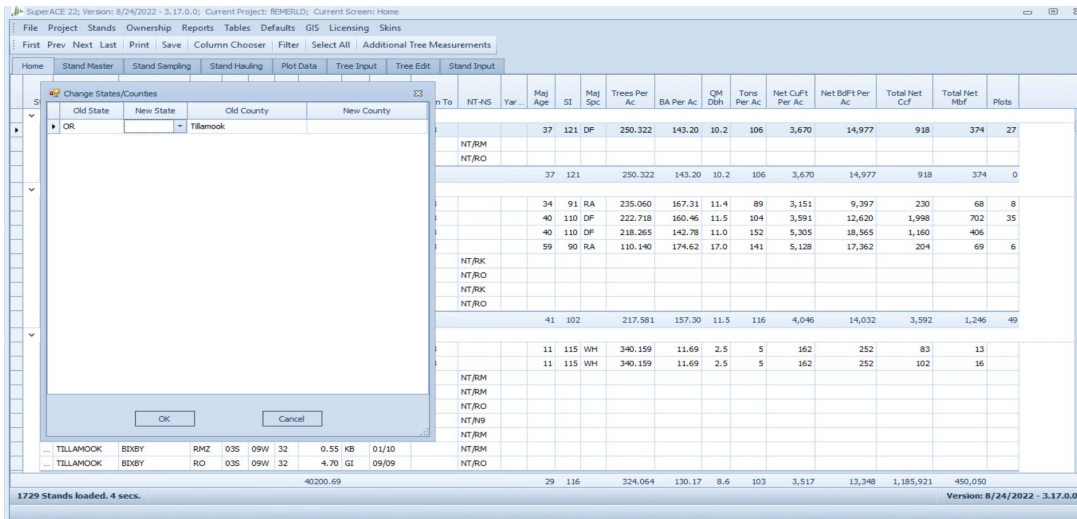 SuperACE 22; Version: 8/24/2022 - 3.17.0.0; Current Project: flEMERLD; Current Screen: Home
File Project Stands Ownership Reports Tables Defaults GIS Licensing Skins
First Prev Next Last Print Save Column Chooser Filter Select All Additional Tree Measurements
Home Stand Master Stand Sampling Stand Hauling Plot Data Tree Input Tree Edit Stand Input
Change States/Counties
Old State New State Old County New County
OR Tillamook
OK Cancel
n To NT-NS Yar... Maj Age SI Maj Spc Trees Per Ac BA Per Ac QM Dbh Tons Per Ac Net CuFt Per Ac Net BdFt Per Ac Total Net Ccf Total Net Mbf Plots
37 121 DF 250.322 143.20 10.2 106 3,670 14,977 918 374 27
NT/RM
NT/RO
37 121 250.322 143.20 10.2 106 3,670 14,977 918 374 0
34 91 RA 235.060 167.31 11.4 89 3,151 9,397 230 68 8
40 110 DF 222.718 160.46 11.5 104 3,591 12,620 1,998 702 35
40 110 DF 218.265 142.78 11.0 152 5,305 18,565 1,160 406
59 90 RA 110.140 174.62 17.0 141 5,128 17,362 204 69 6
NT/RK
NT/RO
NT/RK
NT/RO
41 102 217.581 157.30 11.5 116 4,046 14,032 3,592 1,246 49
11 115 WH 340.159 11.69 2.5 5 162 252 83 13
11 115 WH 340.159 11.69 2.5 5 162 252 102 16
NT/RM
NT/RM
NT/RO
NT/N9
NT/RM
... TILLAMOOK BIXBY RMZ 03S 09W 32 0.55 KB 01/10 NT/RM
... TILLAMOOK BIXBY RO 03S 09W 32 4.70 GI 09/09 NT/RO
40200.69 29 116 324.064 130.17 8.6 103 3,517 13,348 1,185,921 450,050
1729 Stands loaded. 4 secs. Version: 8/24/2022 - 3.17.0.0